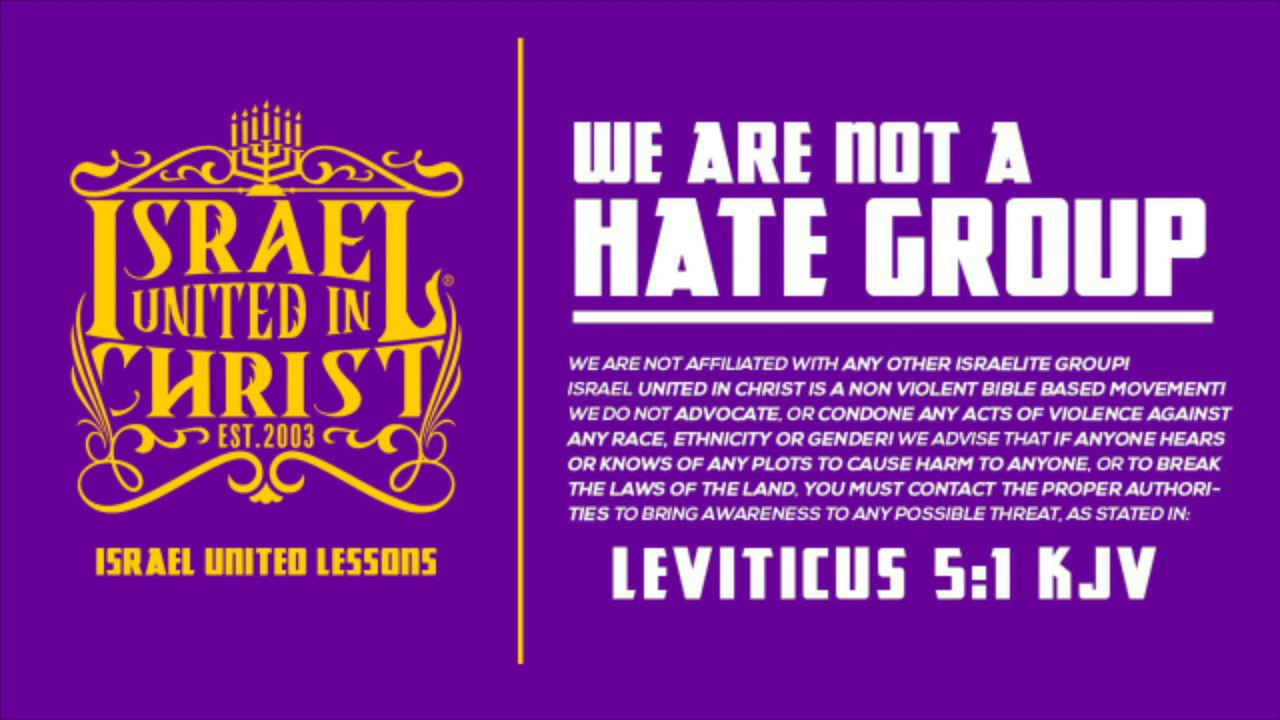 ISRAEL
UNITED IN
CHRIST®
EST.2003
ISRAEL UNITED LESSONS
WE ARE NOT A
HATE GROUP
WE ARE NOT AFFILIATED WITH ANY OTHER ISRAELITE GROUP!
ISRAEL UNITED IN CHRIST IS A NON VIOLENT BIBLE BASED MOVEMENT!
WE DO NOT ADVOCATE, OR CONDONE ANY ACTS OF VIOLENCE AGAINST
ANY RACE, ETHNICITY OR GENDER! WE ADVISE THAT IF ANYONE HEARS
OR KNOWS OF ANY PLOTS TO CAUSE HARM TO ANYONE, OR TO BREAK
THE LAWS OF THE LAND, YOU MUST CONTACT THE PROPER AUTHORI-
TIES TO BRING AWARENESS TO ANY POSSIBLE THREAT, AS STATED IN:
LEVITICUS 5:1 KJV